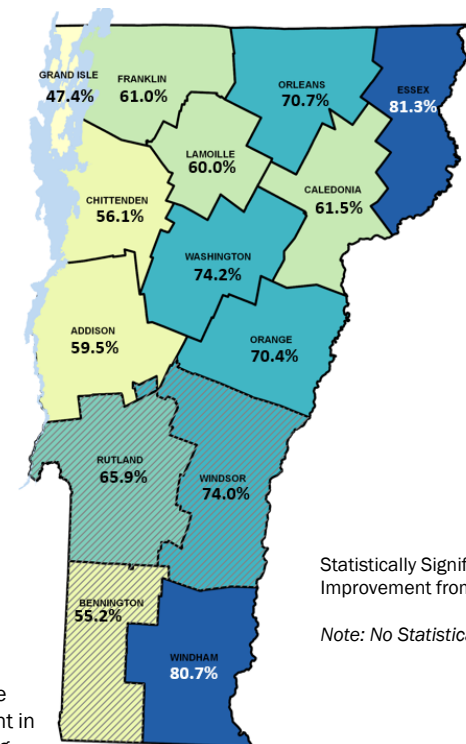 GRAND ISLE
47.4%
FRANKLIN
61.0%
ORLEANS
70.7%
ESSEX
81.3%
LAMOILLE
60.0%
CALEDONIA
61.5%
CHITTENDEN
56.1%
WASHINGTON
74.2%
ADDISON
59.5%
ORANGE
70.4%
RUTLAND
65.9%
WINDSOR
74.0%
BENNINGTON
55.2%
WINDHAM
80.7%
Statistically Signif
Improvement from
Note: No Statistica
e
nt in